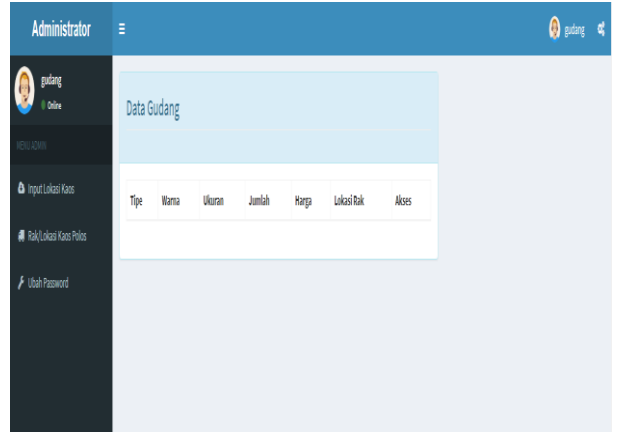 Administrator
gudang
gudang
Online
MENU ADMIN
Input Lokasi Kaos
Rak/Lokasi Kaos Polos
Ubah Password
Data Gudang
Tipe Warna Ukuran Jumlah Harga Lokasi Rak Akses